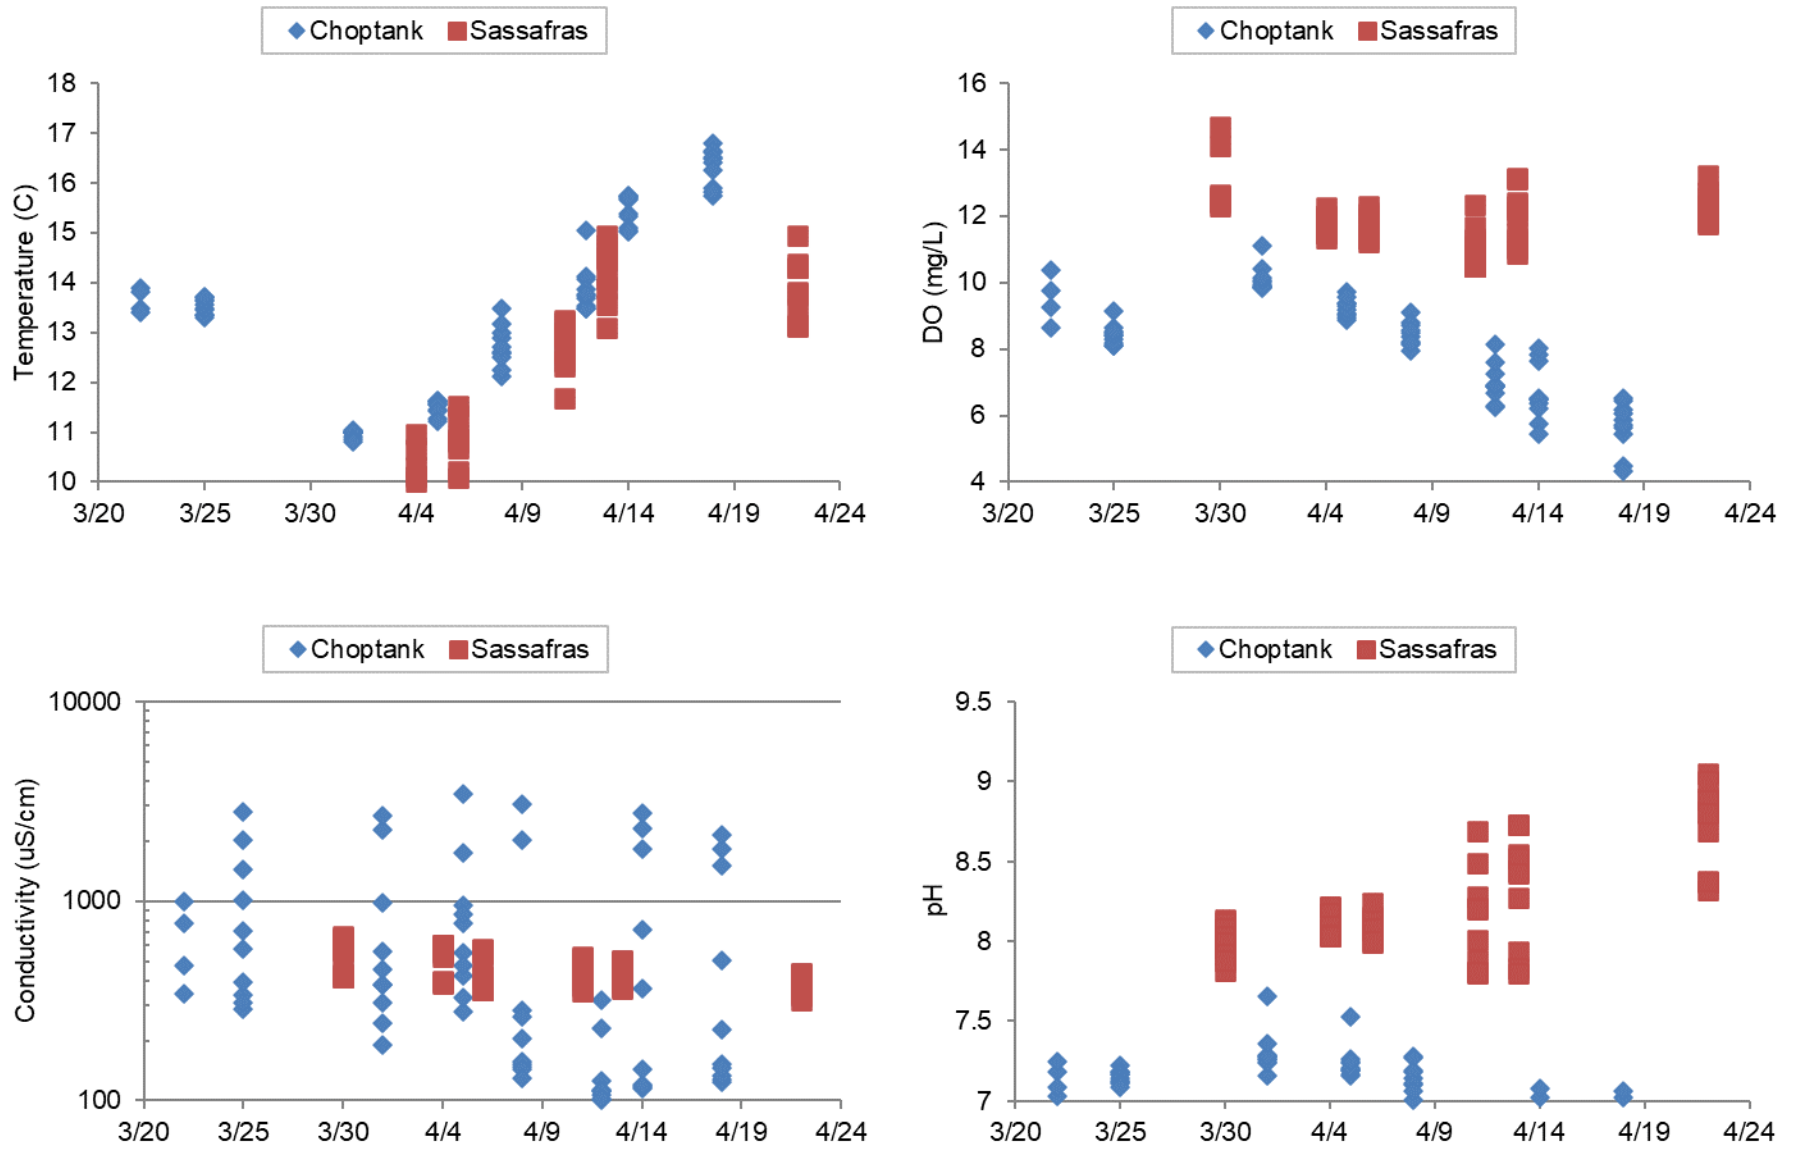 Choptank Sassafras
18
17
16
15
14
13
12
11
10
Temperature (C)
3/20 3/25 3/30 4/4 4/9 4/14 4/19 4/24
Choptank Sassafras
16
14
12
10
8
6
4
DO (mg/L)
3/20 3/25 3/30 4/4 4/9 4/14 4/19 4/24
Choptank Sassafras
10000
1000
100
Conductivity (uS/cm)
3/20 3/25 3/30 4/4 4/9 4/14 4/19 4/24
Choptank Sassafras
9.5
9
8.5
8
7.5
7
pH
3/20 3/25 3/30 4/4 4/9 4/14 4/19 4/24